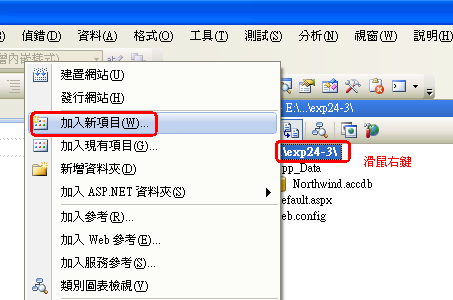 偵錯(D) 資料(A) 格式(O) 工具(T) 測試(S) 分析(N) 視窗(W) 說明(H)
建置網站(U)
發行網站(H)
加入新項目(W)...
加入現有項目(G)...
新增資料夾(D)
加入 ASP.NET 資料夾(S)
加入參考(R)...
加入 Web 參考(E)...
加入服務參考(S)...
類別圖表檢視(V)
E:\...\exp24-3\
\exp24-3\
滑鼠右鍵
pp_Data
Northwind.accdb
efault.aspx
eb.config